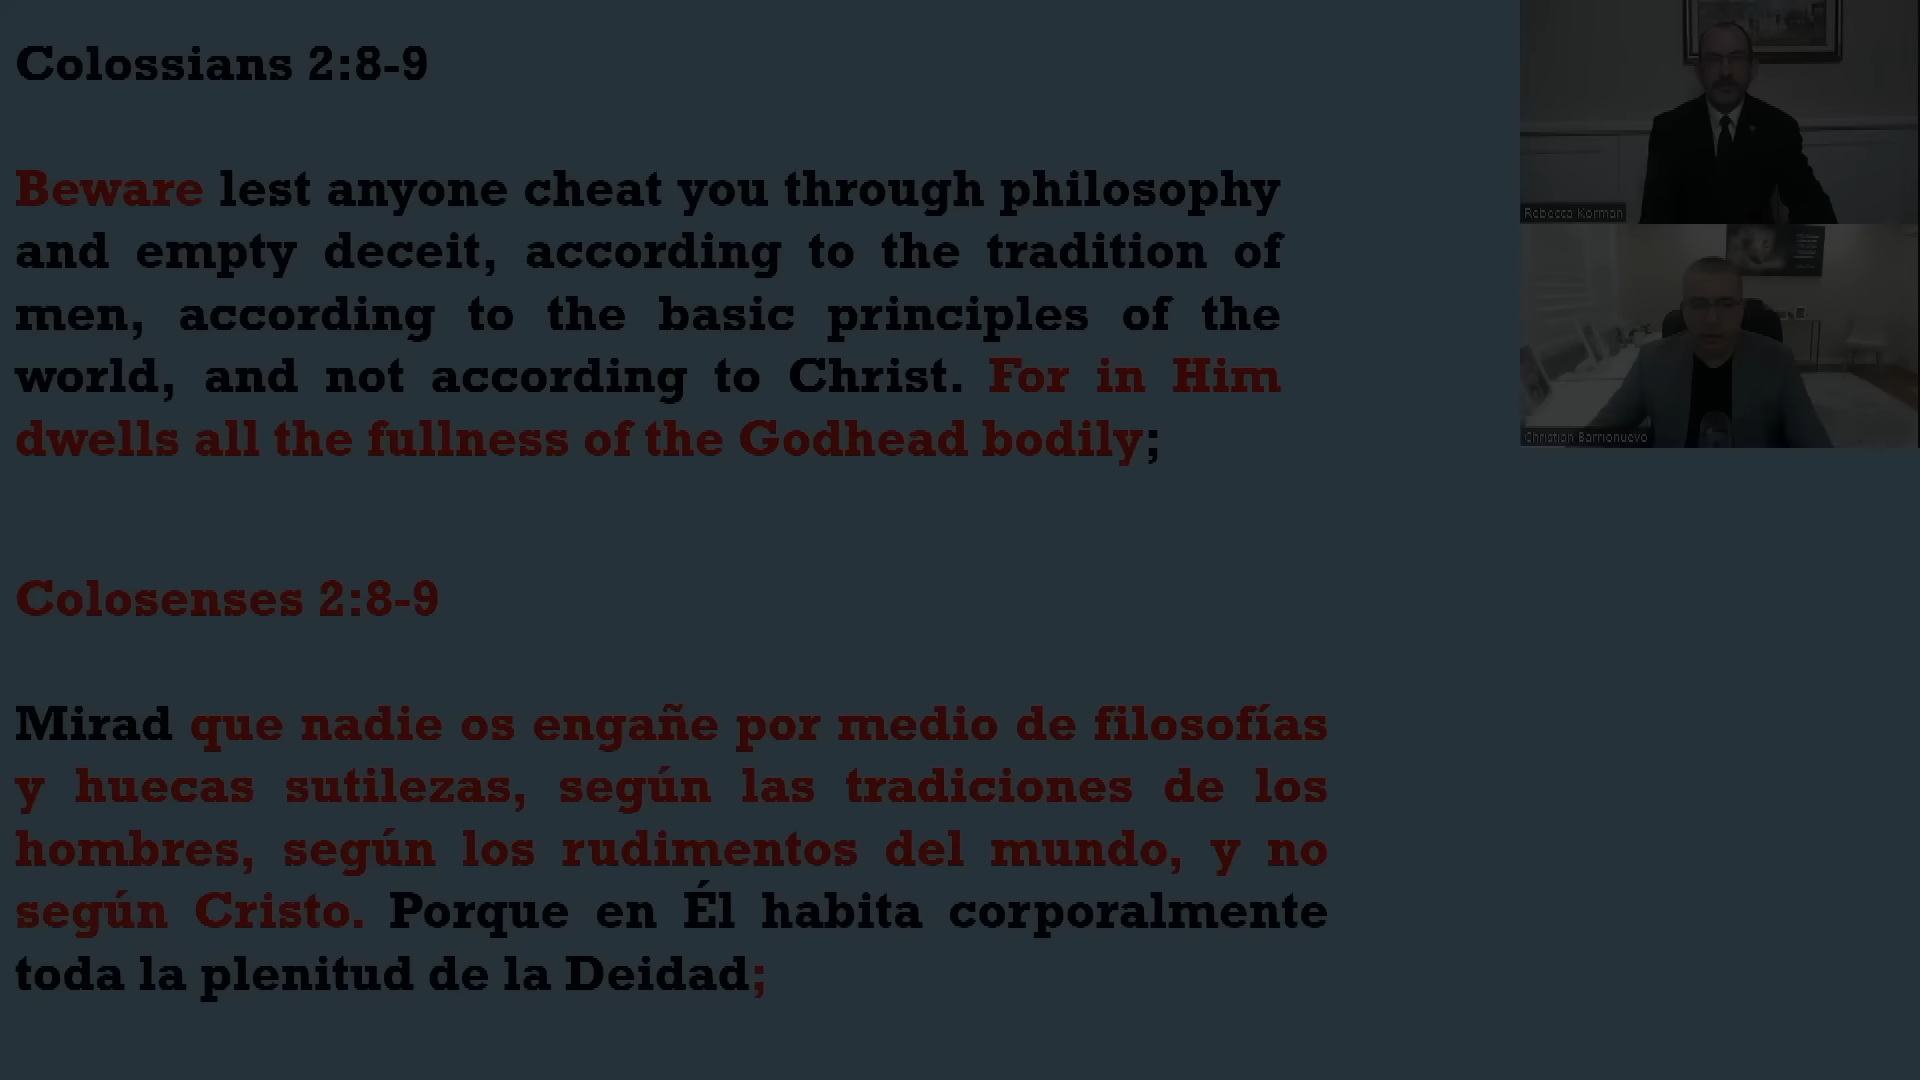 Colossians 2:8-9
Beware lest anyone cheat you through philosophy
and empty deceit, according to the tradition of
men, according to the basic principles of the
world, and not according to Christ. For in Him
dwells all the fullness of the Godhead bodily;
Colosenses 2:8-9
Mirad que nadie os engañe por medio de filosofías
y huecas sutilezas, según las tradiciones de los
hombres, según los rudimentos del mundo, y no
según Cristo. Porque en Él habita corporalmente
toda la plenitud de la Deidad;
Rebecca Korman
Christian Barrionuevo